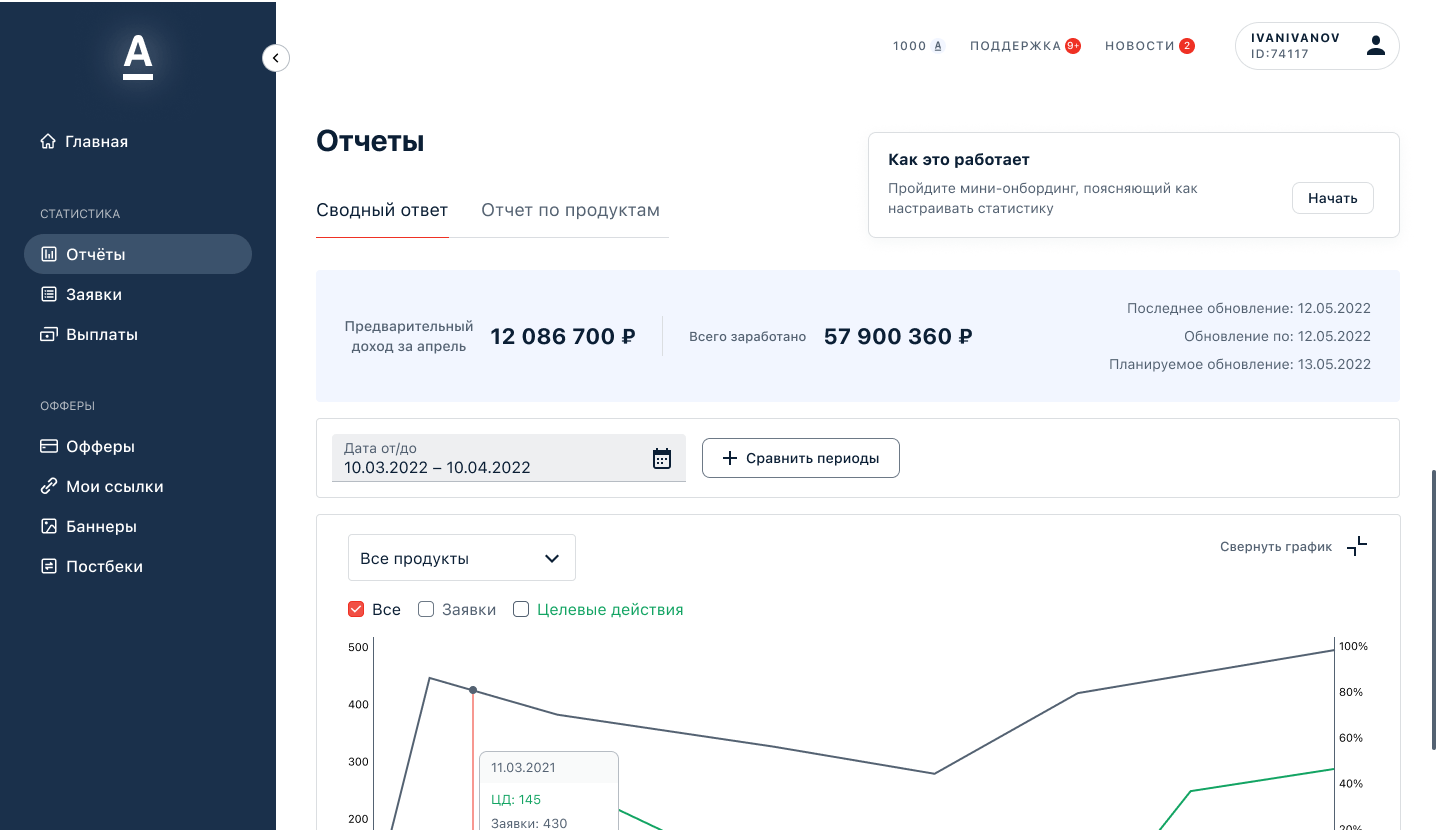 A
Главная
СТАТИСТИКА
Отчёты
Заявки
Выплаты
ОФФЕРЫ
Офферы
Мои ссылки
Баннеры
Постбеки
1000 A
ПОДДЕРЖКА 9+
НОВОСТИ 2
IVANIVANOV
ID:74117
Отчеты
Сводный ответ
Отчет по продуктам
Как это работает
Пройдите мини-онбординг, поясняющий как
настраивать статистику
Начать
Предварительный
доход за апрель
12 086 700 ₽
Всего заработано
57 900 360 ₽
Последнее обновление: 12.05.2022
Обновление по: 12.05.2022
Планируемое обновление: 13.05.2022
Дата от/до
10.03.2022 – 10.04.2022
Сравнить периоды
Все продукты
Свернуть график
Все
Заявки
Целевые действия
500
400
300
200
100%
80%
60%
40%
20%
11.03.2021
ЦД: 145
Заявки: 430